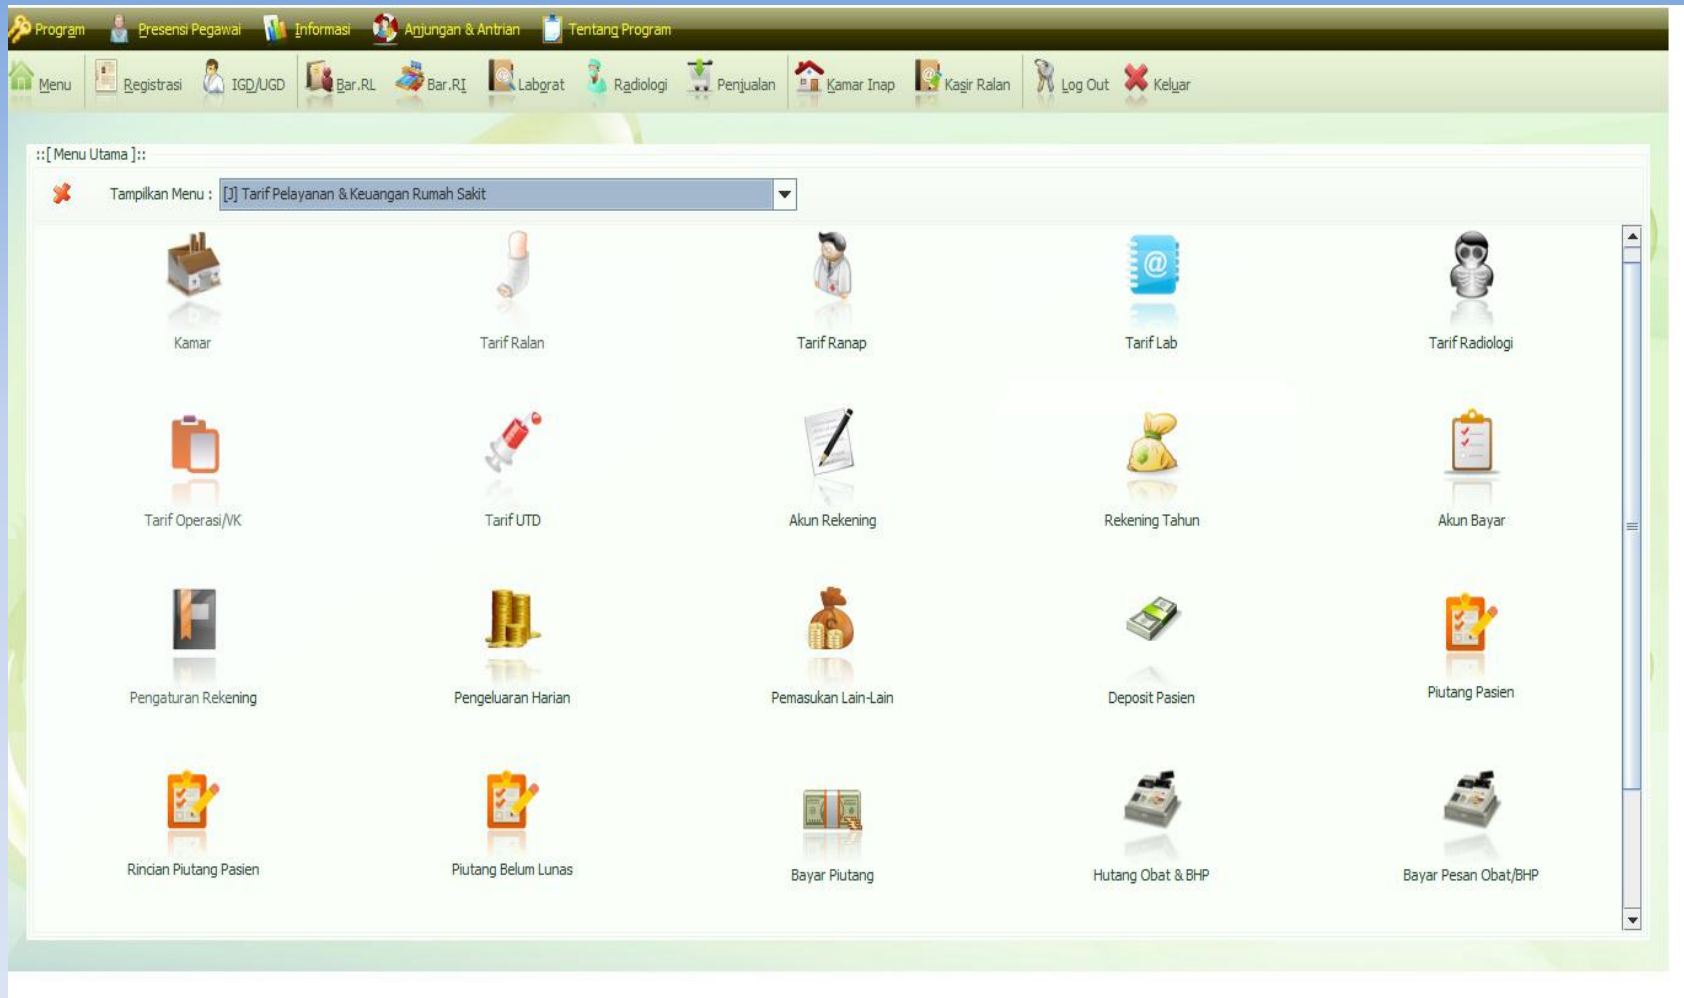 Program Presensi Pegawai Informasi Anjungan & Antrian Tentang Program
Menu Registrasi IGD/UGD Bar.RL Bar.RI Laborat Radiologi Penjualan Kamar Inap Kasir Ralan Log Out Keluar
::[ Menu Utama ]::
Tampilkan Menu : [J] Tarif Pelayanan & Keuangan Rumah Sakit
Kamar Tarif Ralan Tarif Ranap Tarif Lab Tarif Radiologi
Tarif Operasi/VK Tarif UTD Akun Rekening Rekening Tahun Akun Bayar
Pengaturan Rekening Pengeluaran Harian Pemasukan Lain-Lain Deposit Pasien Piutang Pasien
Rincian Piutang Pasien Piutang Belum Lunas Bayar Piutang Hutang Obat & BHP Bayar Pesan Obat/BHP